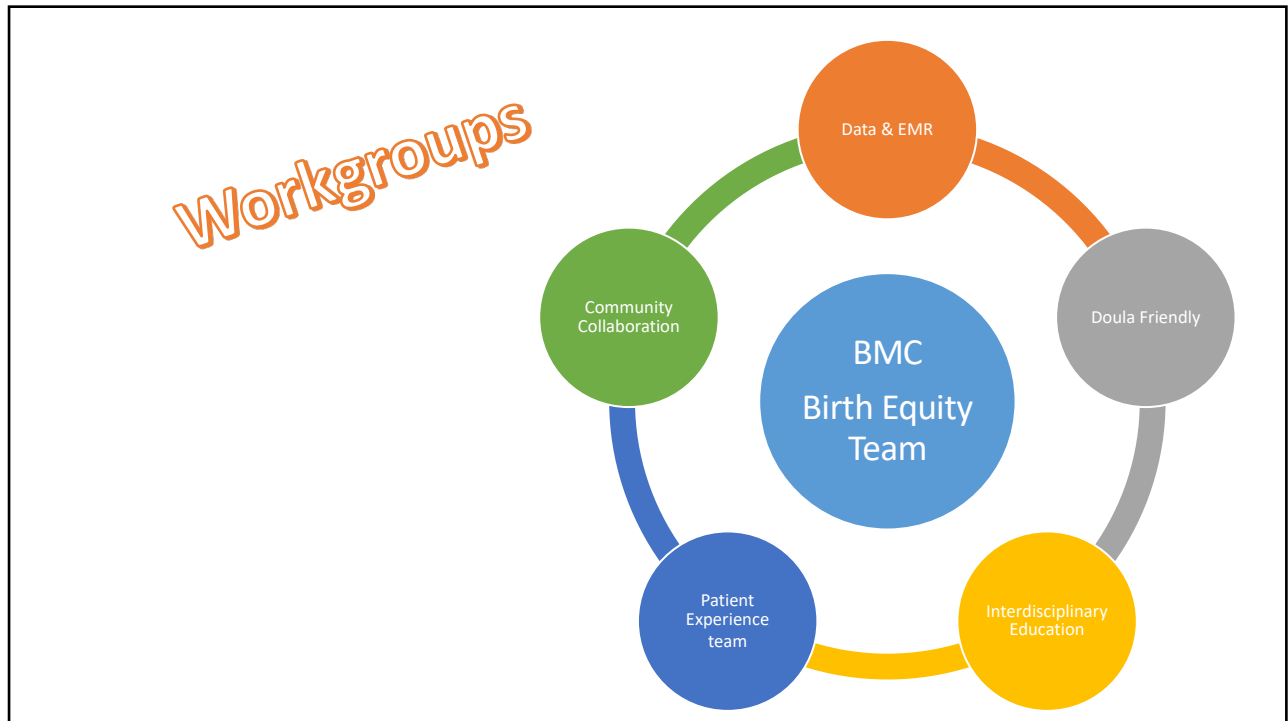 Workgroups
Data & EMR
Doula Friendly
Interdisciplinary
Education
Patient
Experience
team
Community
Collaboration
BMC
Birth Equity
Team